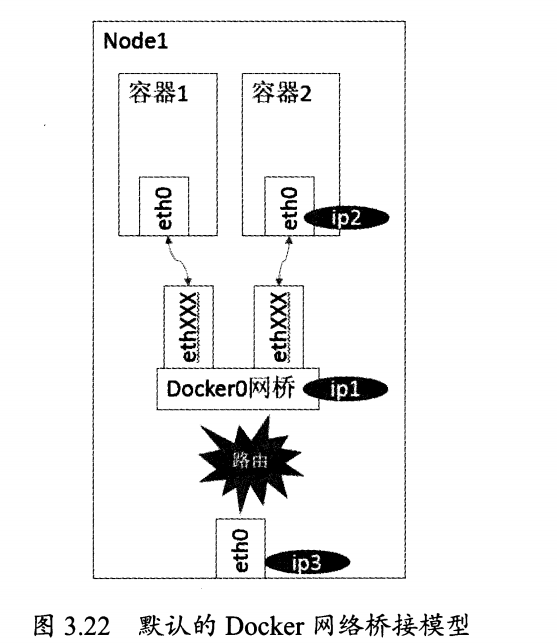 Node1
容器1
容器2
eth0
eth0
ip2
ethXXX
ethXXX
Docker0网桥
ip1
路由
eth0
ip3
图 3.22 默认的 Docker 网络桥接模型